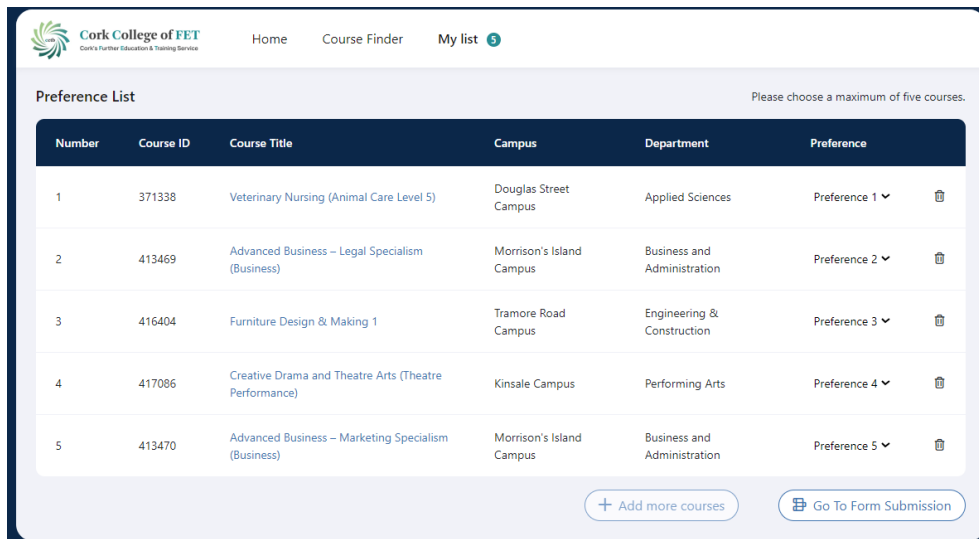 Cork College of FET
Cork's Further Education & Training Service
Home Course Finder My list 5
Preference List
Please choose a maximum of five courses.
Number Course ID Course Title Campus Department Preference
1 371338 Veterinary Nursing (Animal Care Level 5) Douglas Street Campus Applied Sciences Preference 1
2 413469 Advanced Business – Legal Specialism (Business) Morrison's Island Campus Business and Administration Preference 2
3 416404 Furniture Design & Making 1 Tramore Road Campus Engineering & Construction Preference 3
4 417086 Creative Drama and Theatre Arts (Theatre Performance) Kinsale Campus Performing Arts Preference 4
5 413470 Advanced Business – Marketing Specialism (Business) Morrison's Island Campus Business and Administration Preference 5
+ Add more courses
Go To Form Submission